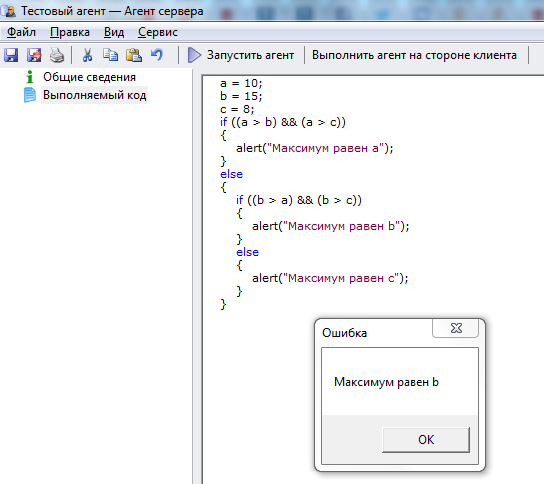 Тестовый агент — Агент сервера
Файл Правка Вид Сервис
Запустить агент Выполнить агент на стороне клиента
Общие сведения
Выполняемый код
a = 10;
b = 15;
c = 8;
if ((a > b) && (a > c))
{
alert("Максимум равен a");
}
else
{
if ((b > a) && (b > c))
{
alert("Максимум равен b");
}
else
{
alert("Максимум равен c");
}
}
Ошибка
Максимум равен b
OK